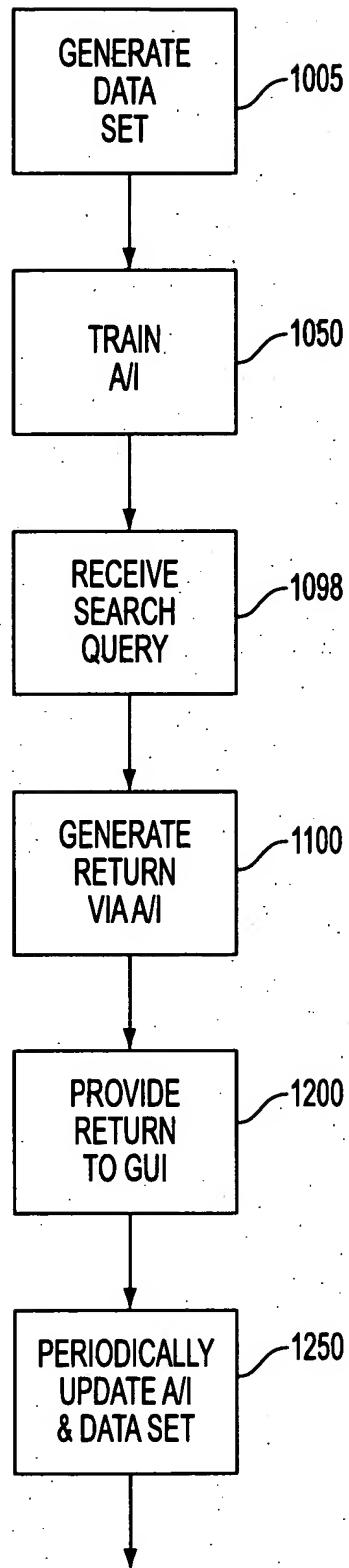 GENERATE
DATA
SET
1005
TRAIN
A/I
1050
RECEIVE
SEARCH
QUERY
1098
GENERATE
RETURN
VIA A/I
1100
PROVIDE
RETURN
TO GUI
1200
PERIODICALLY
UPDATE A/I
& DATA SET
1250